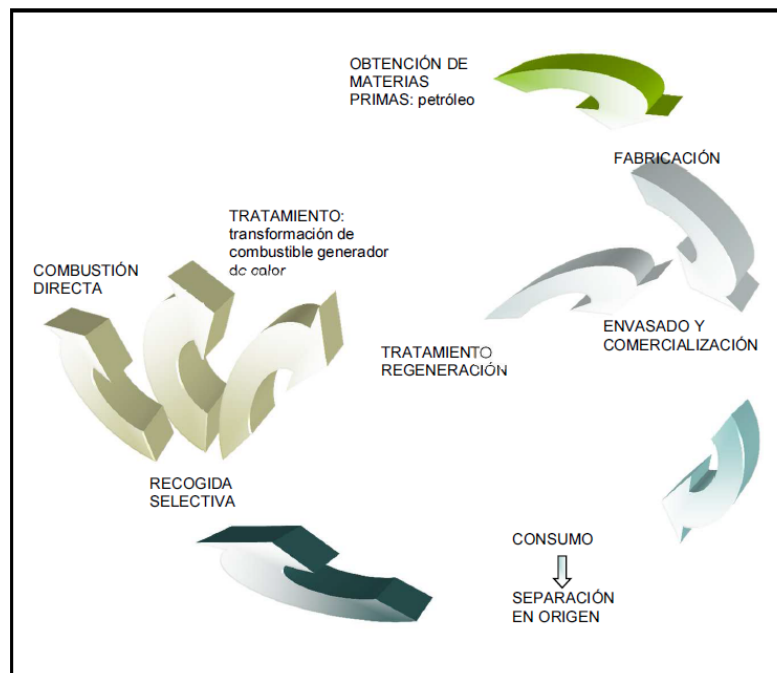 OBTENCIÓN DE
MATERIAS
PRIMAS: petróleo
FABRICACIÓN
TRATAMIENTO:
transformación de
combustible generador
de calor
COMBUSTIÓN
DIRECTA
ENVASADO Y
COMERCIALIZACIÓN
TRATAMIENTO
REGENERACIÓN
RECOGIDA
SELECTIVA
CONSUMO
SEPARACIÓN
EN ORIGEN